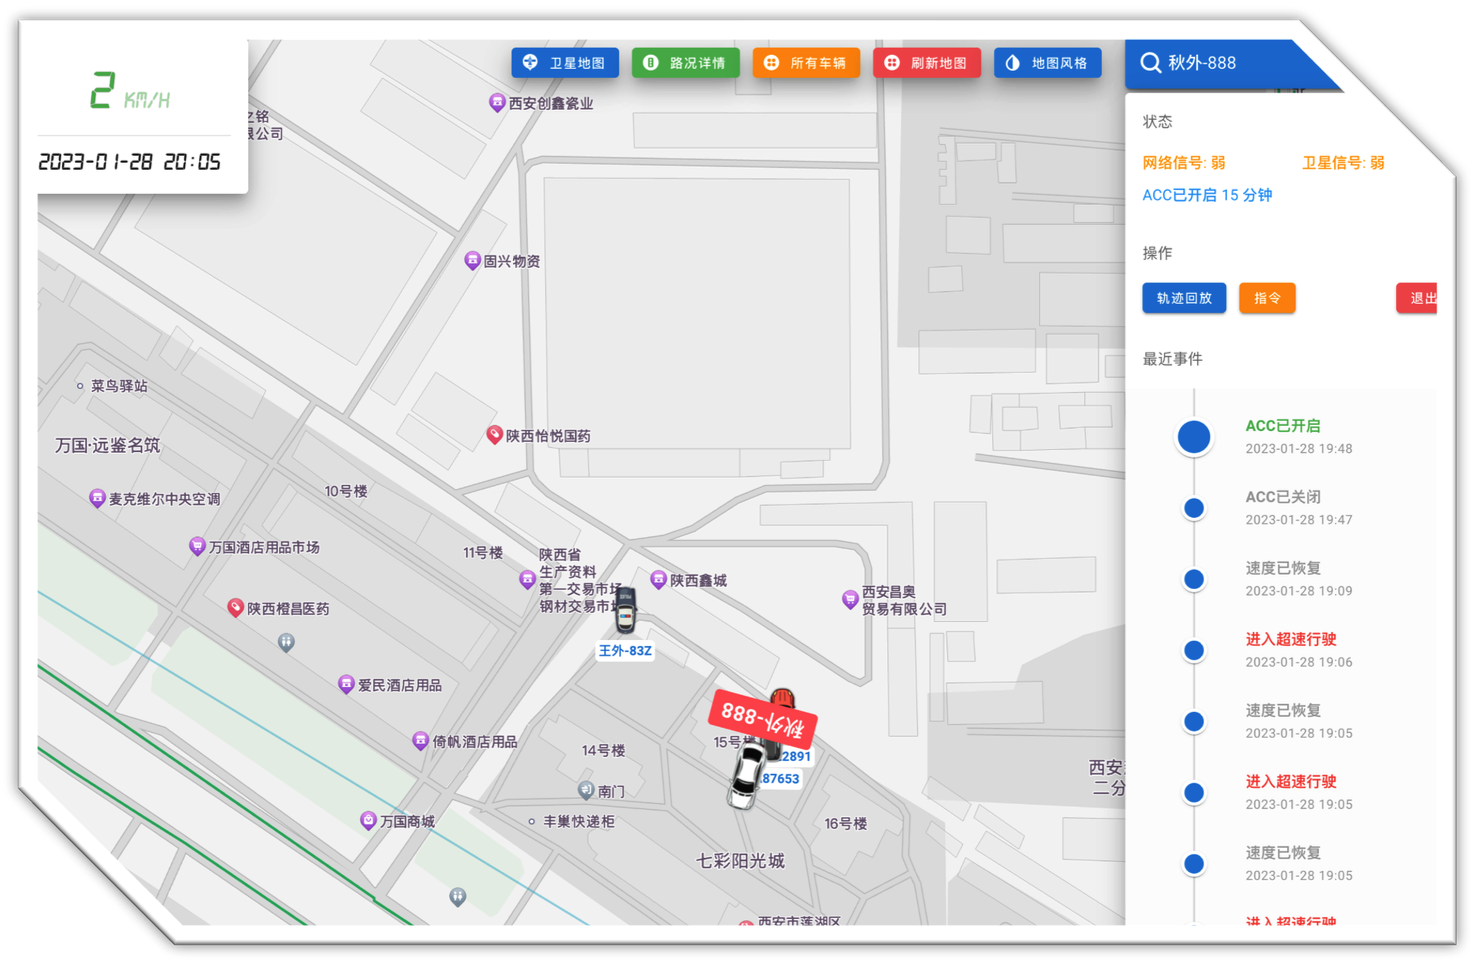 2 KM/H
2023-01-28 20:05
卫星地图
路况详情
所有车辆
刷新地图
地图风格
秋外-888
状态
网络信号: 弱
卫星信号: 弱
ACC已开启 15 分钟
操作
轨迹回放
指令
退出
最近事件
ACC已开启
2023-01-28 19:48
ACC已关闭
2023-01-28 19:47
速度已恢复
2023-01-28 19:09
进入超速行驶
2023-01-28 19:06
速度已恢复
2023-01-28 19:05
进入超速行驶
2023-01-28 19:05
速度已恢复
2023-01-28 19:05
进入超速行驶
西安创鑫瓷业
限公司
固兴物资
菜鸟驿站
万国·远鉴名筑
陕西怡悦国药
麦克维尔中央空调
10号楼
万国酒店用品市场
11号楼
陕西省
生产资料
第一交易市场
钢材交易市
陕西鑫城
西安昌奥
贸易有限公司
陕西橙昌医药
王外-83Z
爱民酒店用品
秋外-888
倚帆酒店用品
14号楼
15号楼
2891
87653
西安
二分
南门
万国商城
丰巢快递柜
16号楼
七彩阳光城
西安市莲湖区